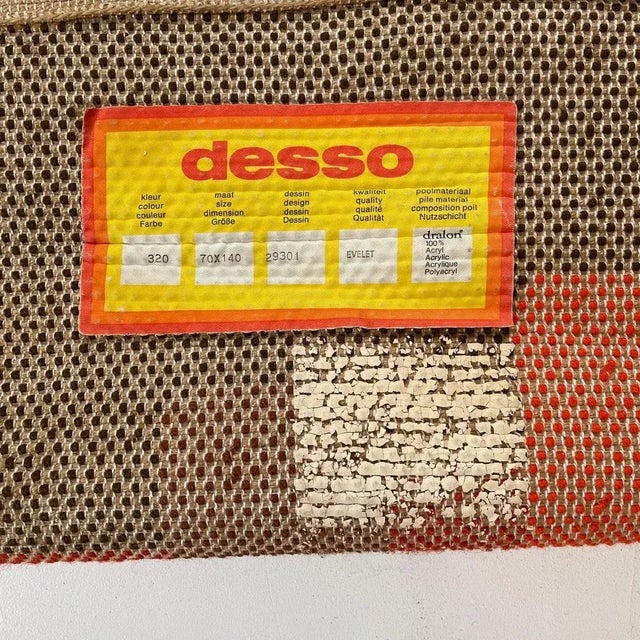 desso
kleur maat dessin kwaliteit poolmateriaal
colour size design quality pile material
couleur dimension dessin qualité composition poil
Farbe Größe Dessin Qualität Nutzschicht
320 70X140 29301 EVELET dralon®
100%
Acryl
Acrylic
Acrylique
Polyacryl